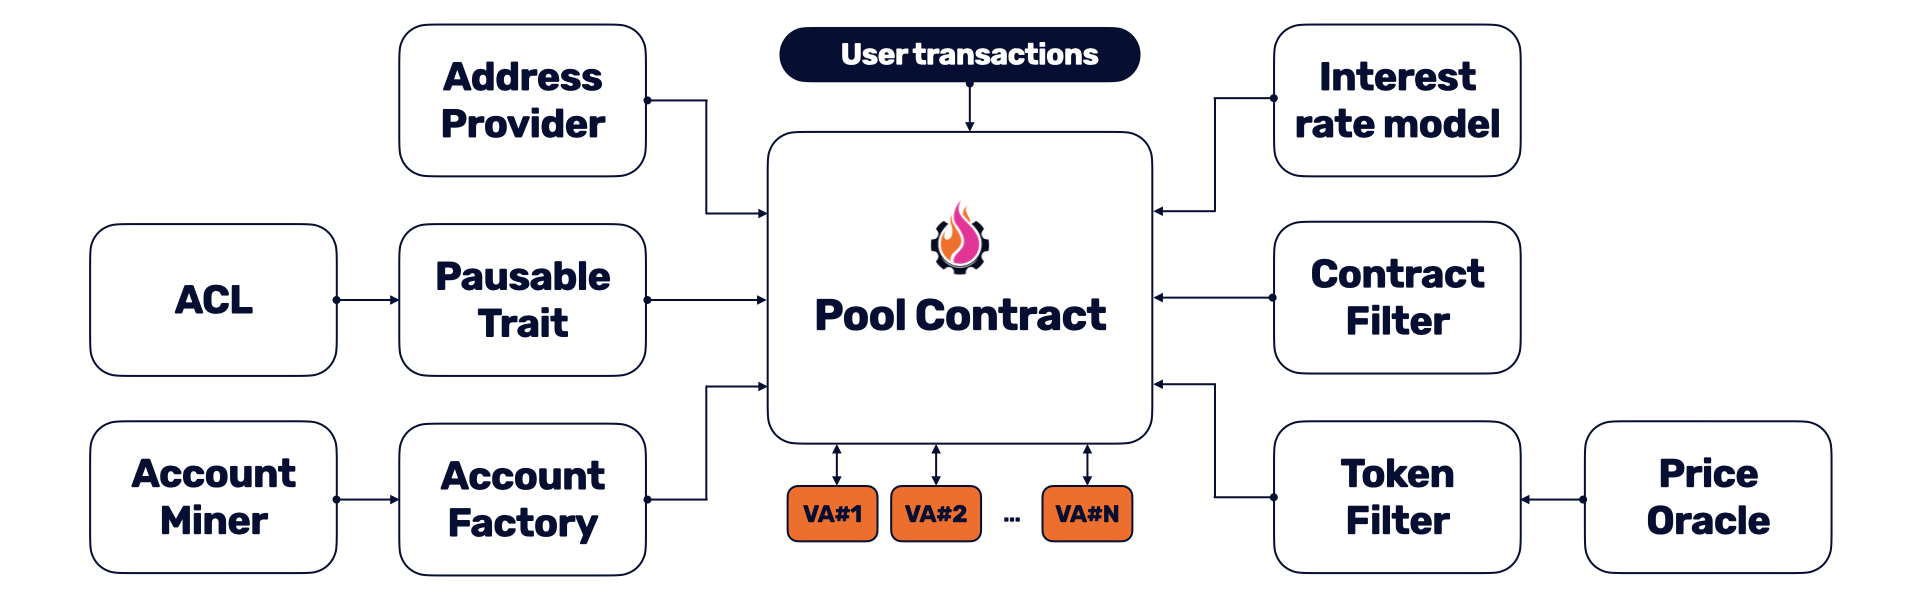 User transactions
Address
Provider
Interest
rate model
ACL
Pausable
Trait
Pool Contract
Contract
Filter
Account
Miner
Account
Factory
VA#1
VA#2
...
VA#N
Token
Filter
Price
Oracle